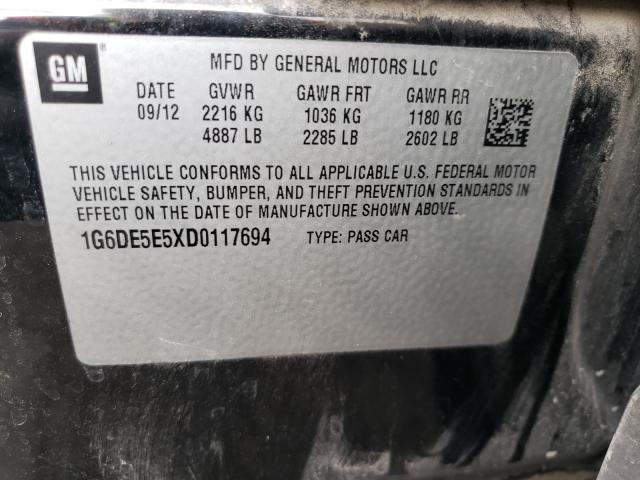 GM
MFD BY GENERAL MOTORS LLC
DATE GVWR GAWR FRT GAWR RR
09/12 2216 KG 1036 KG 1180 KG
4887 LB 2285 LB 2602 LB
THIS VEHICLE CONFORMS TO ALL APPLICABLE U.S. FEDERAL MOTOR
VEHICLE SAFETY, BUMPER, AND THEFT PREVENTION STANDARDS IN
EFFECT ON THE DATE OF MANUFACTURE SHOWN ABOVE.
1G6DE5E5XD0117694 TYPE: PASS CAR